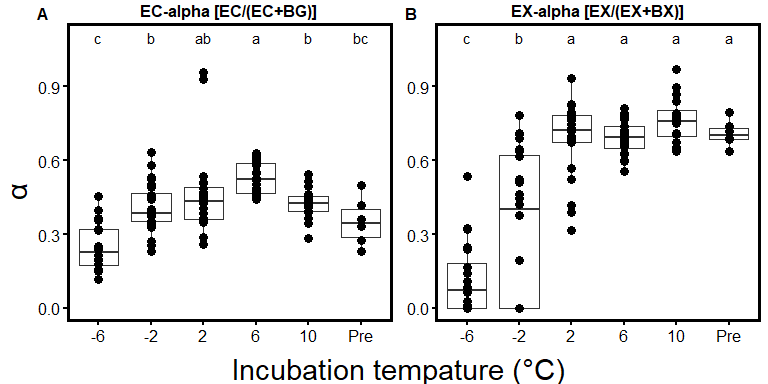 A EC-alpha [EC/(EC+BG)] B EX-alpha [EX/(EX+BX)]
c b ab a b bc c b a a a a
0.9 0.9
0.6 0.6
α
0.3 0.3
0.0 0.0
-6 -2 2 6 10 Pre -6 -2 2 6 10 Pre
Incubation tempature (°C)